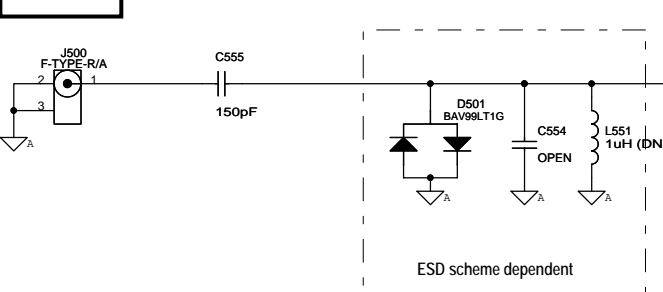 J500
F-TYPE-R/A
2
1
3
A
C555
150pF
D501
BAV99LT1G
A
C554
OPEN
A
L551
1uH (DN
A
ESD scheme dependent